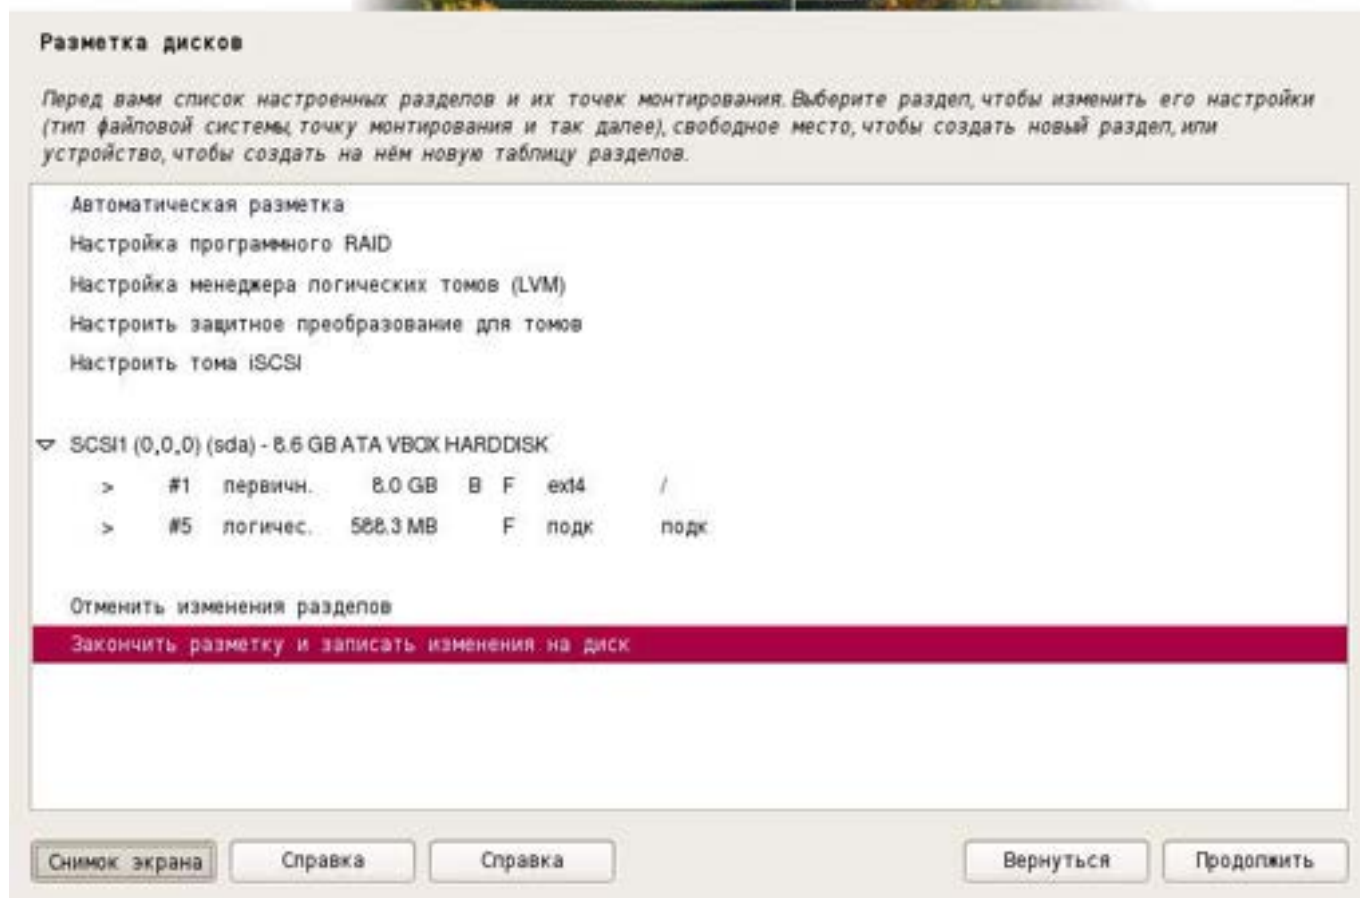 Разметка дисков
Перед вами список настроенных разделов и их точек монтирования. Выберите раздел, чтобы изменить его настройки
(тип файловой системы, точку монтирования и так далее), свободное место, чтобы создать новый раздел, или
устройство, чтобы создать на нём новую таблицу разделов.
Автоматическая разметка
Настройка программного RAID
Настройка менеджера логических томов (LVM)
Настроить защитное преобразование для томов
Настроить тома iSCSI
SCSI1 (0,0,0) (sda) - 8.6 GB ATA VBOX HARDDISK
> #1 первичн. 8.0 GB B F ext4 /
> #5 логичес. 588.3 MB F подк подк
Отменить изменения разделов
Закончить разметку и записать изменения на диск
Снимок экрана Справка Справка Вернуться Продолжить